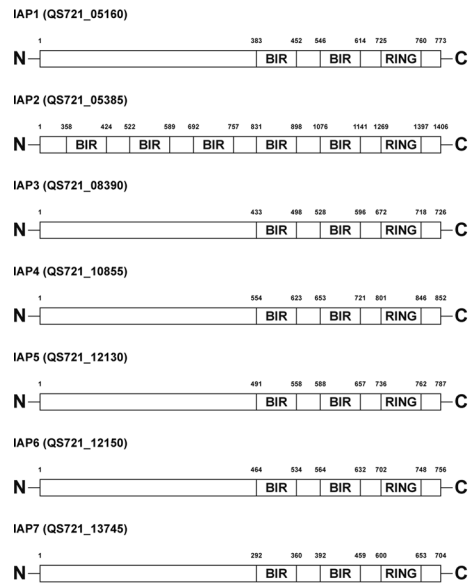 IAP1 (QS721_05160)
1 383 452 546 614 725 760 773
N BIR BIR RING C
IAP2 (QS721_05385)
1 358 424 522 589 692 757 831 898 1076 1141 1269 1397 1406
N BIR BIR BIR BIR BIR RING C
IAP3 (QS721_08390)
1 433 498 528 596 672 718 726
N BIR BIR RING C
IAP4 (QS721_10855)
1 554 623 653 721 801 846 852
N BIR BIR RING C
IAP5 (QS721_12130)
1 491 558 588 657 736 762 787
N BIR BIR RING C
IAP6 (QS721_12150)
1 464 534 564 632 702 748 756
N BIR BIR RING C
IAP7 (QS721_13745)
1 292 360 392 459 600 653 704
N BIR BIR RING C